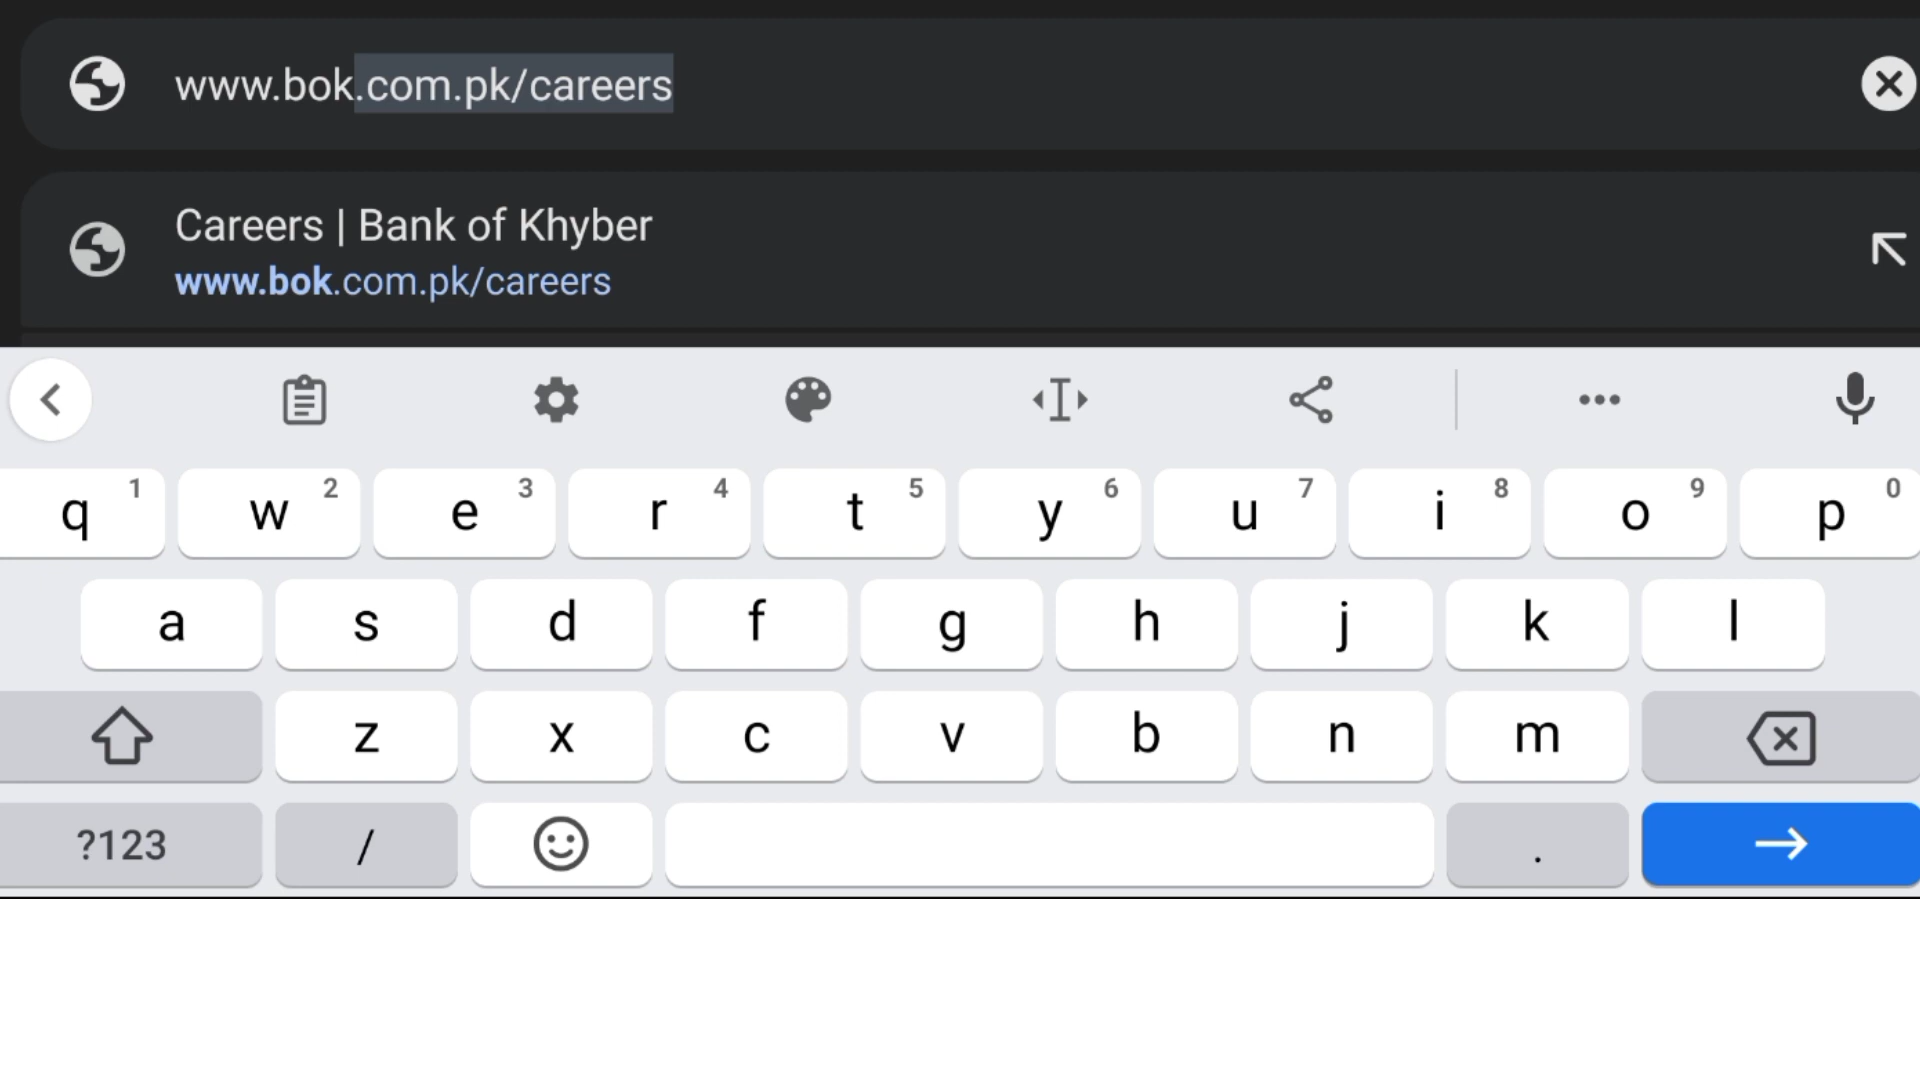 www.bok.com.pk/careers
Careers | Bank of Khyber
www.bok.com.pk/careers
q 1 w 2 e 3 r 4 t 5 y 6 u 7 i 8 o 9 p 0
a s d f g h j k l
z x c v b n m
?123 / .